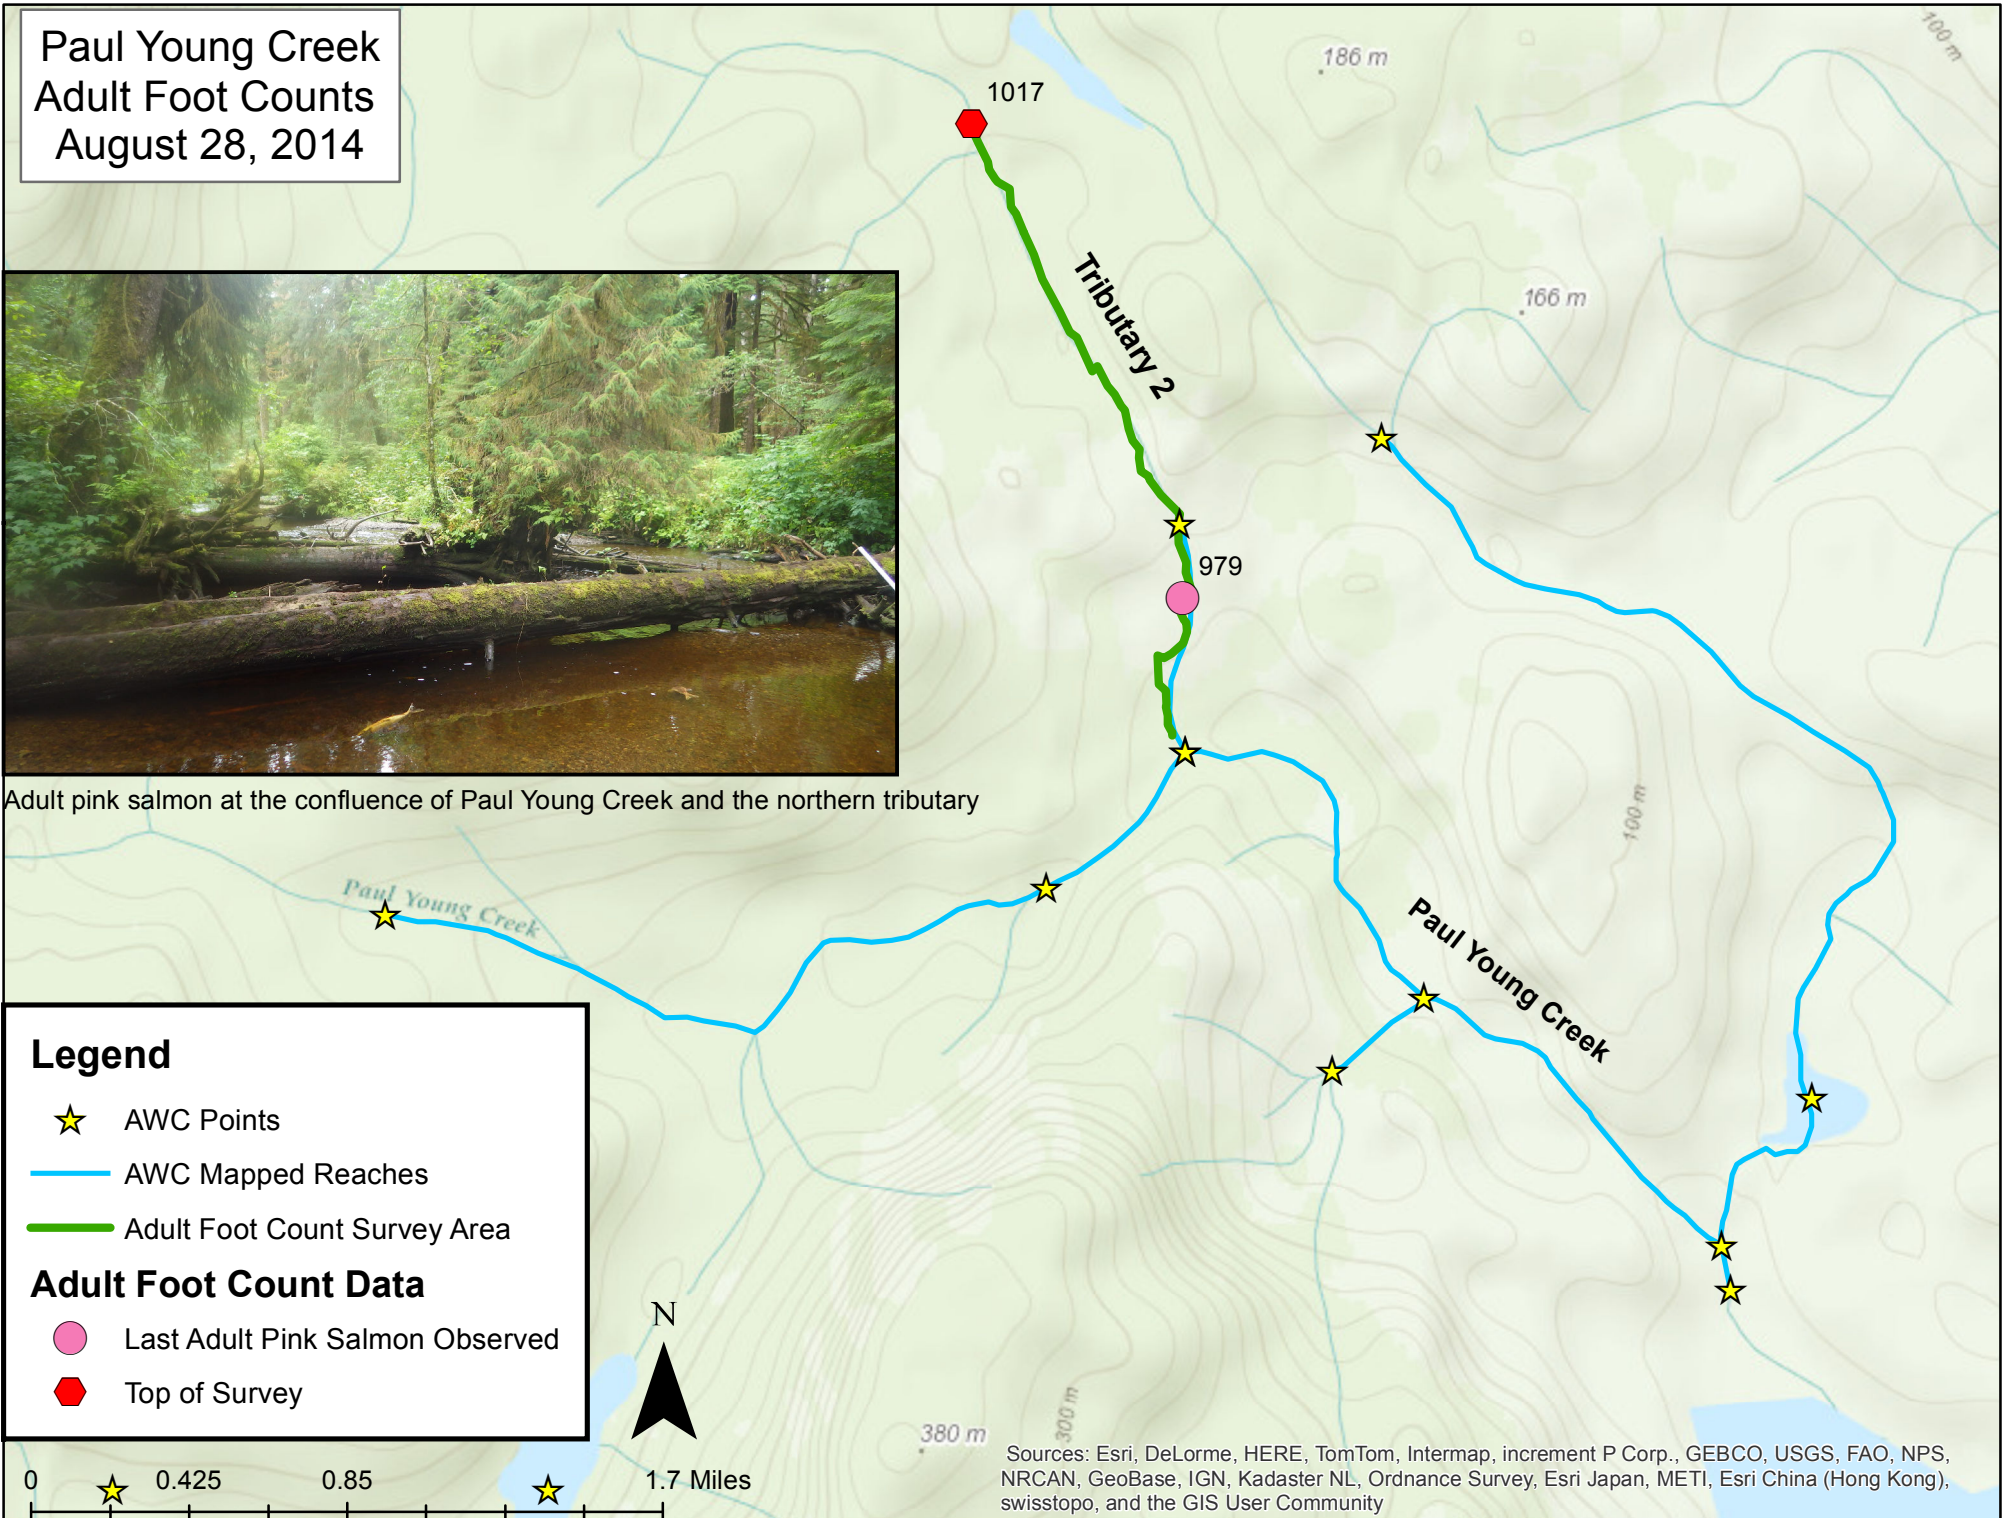 Paul Young Creek
Adult Foot Counts
August 28, 2014
1017
186 m
100 m
Tributary 2
166 m
979
Adult pink salmon at the confluence of Paul Young Creek and the northern tributary
100 m
Paul Young Creek
Paul Young Creek
Legend
AWC Points
AWC Mapped Reaches
Adult Foot Count Survey Area
Adult Foot Count Data
Last Adult Pink Salmon Observed
Top of Survey
N
380 m
300 m
0 0.425 0.85 1.7 Miles
Sources: Esri, DeLorme, HERE, TomTom, Intermap, increment P Corp., GEBCO, USGS, FAO, NPS,
NRCAN, GeoBase, IGN, Kadaster NL, Ordnance Survey, Esri Japan, METI, Esri China (Hong Kong),
swisstopo, and the GIS User Community